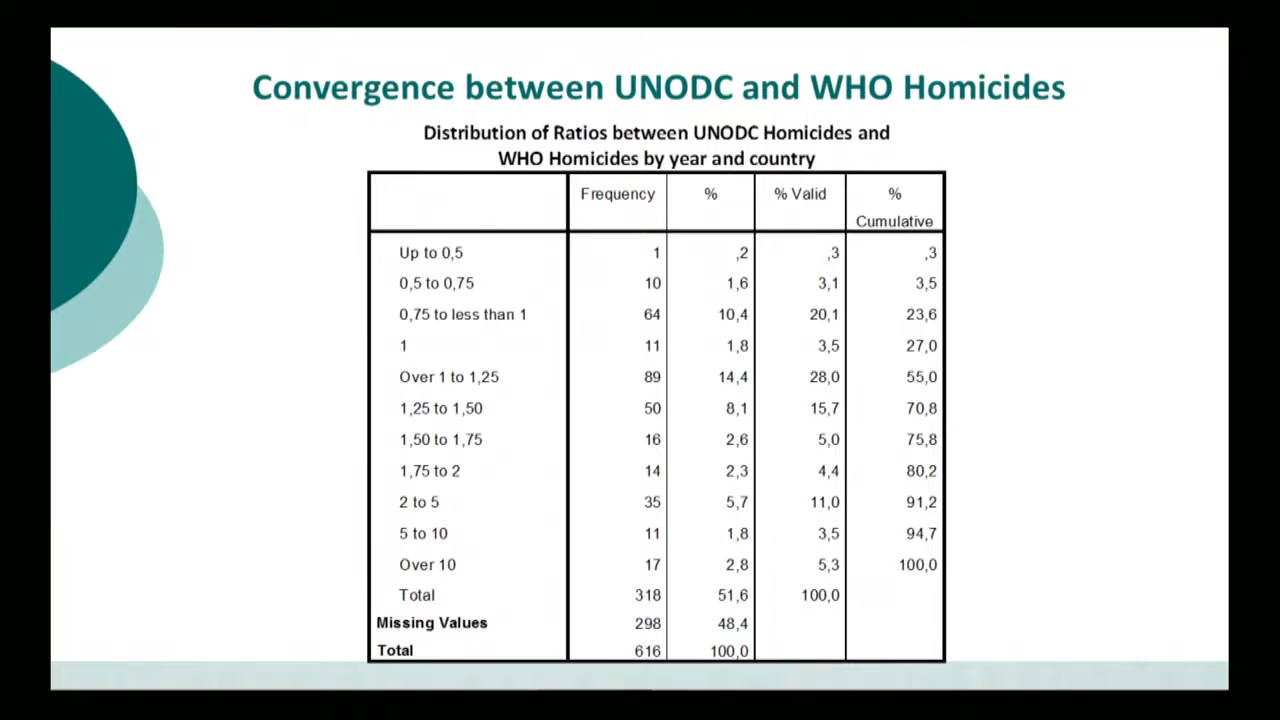 Convergence between UNODC and WHO Homicides
Distribution of Ratios between UNODC Homicides and
WHO Homicides by year and country
Frequency % % Valid %
Cumulative
Up to 0,5 1 ,2 ,3 ,3
0,5 to 0,75 10 1,6 3,1 3,5
0,75 to less than 1 64 10,4 20,1 23,6
1 11 1,8 3,5 27,0
Over 1 to 1,25 89 14,4 28,0 55,0
1,25 to 1,50 50 8,1 15,7 70,8
1,50 to 1,75 16 2,6 5,0 75,8
1,75 to 2 14 2,3 4,4 80,2
2 to 5 35 5,7 11,0 91,2
5 to 10 11 1,8 3,5 94,7
Over 10 17 2,8 5,3 100,0
Total 318 51,6 100,0
Missing Values 298 48,4
Total 616 100,0